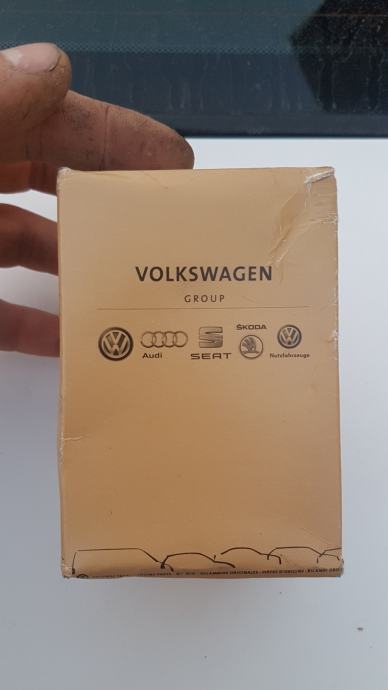 VOLKSWAGEN
GROUP
ŠKODA
Audi
SEAT
Nutzfahrzeuge